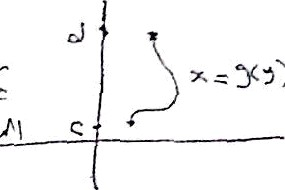 d
x = g(y)
c